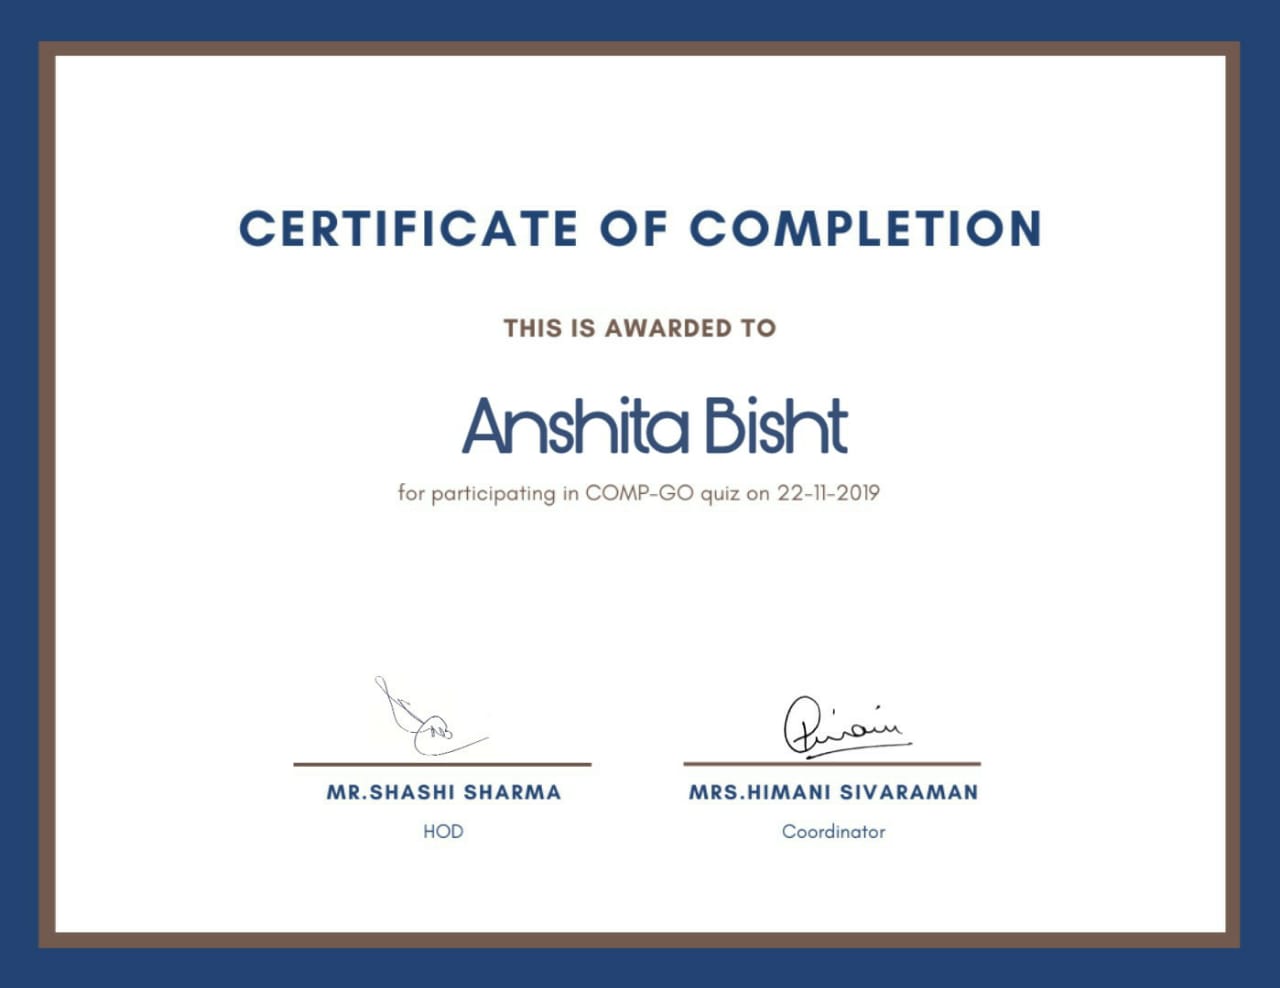 CERTIFICATE OF COMPLETION
THIS IS AWARDED TO
Anshita Bisht
for participating in COMP-GO quiz on 22-11-2019
MR.SHASHI SHARMA
MRS.HIMANI SIVARAMAN
HOD
Coordinator